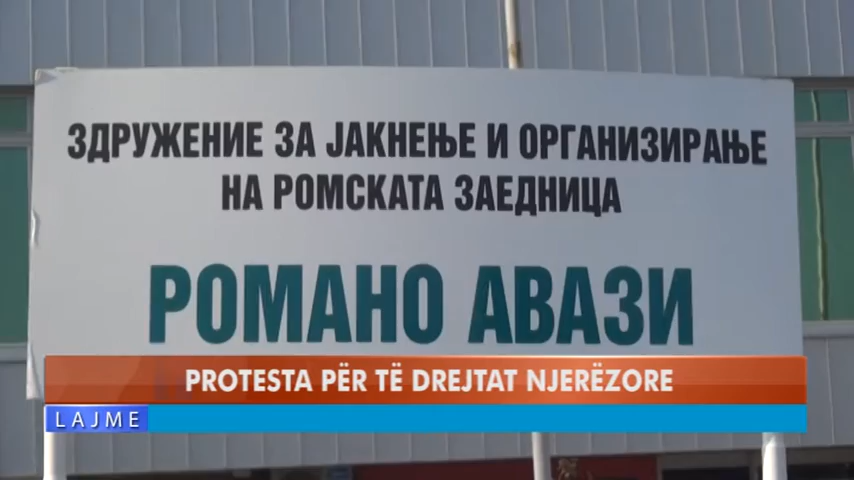 ЗДРУЖЕНИЕ ЗА ЈАКНЕЊЕ И ОРГАНИЗИРАЊЕ
НА РОМСКАТА ЗАЕДНИЦА
РОМАНО АВАЗИ
PROTESTA PËR TË DREJTAT NJERËZORE
LAJME